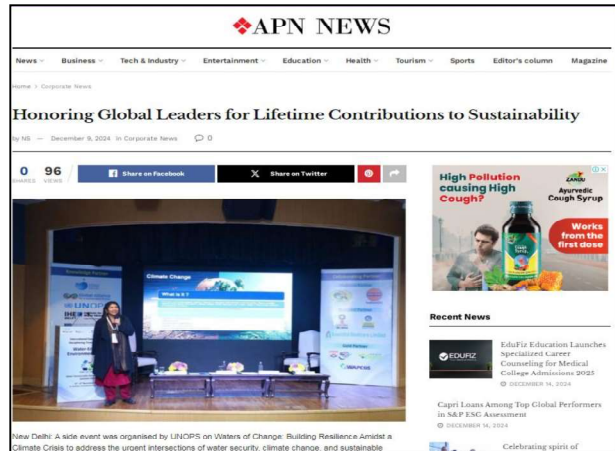 APN NEWS
News Business Tech & Industry Entertainment Education Health Tourism Sports Editor's column Magazine
Home > Corporate News
Honoring Global Leaders for Lifetime Contributions to Sustainability
by NS — December 9, 2024 in Corporate News 0
0 SHARES
96 VIEWS
Share on Facebook
Share on Twitter
Knowledge Partner
UNOPS
Climate Change
What is it ?
New Delhi: A side event was organised by UNOPS on Waters of Change: Building Resilience Amidst a
Climate Crisis to address the urgent intersections of water security, climate change, and sustainable
High Pollution
causing High
Cough?
ZANDU
Ayurvedic
Cough Syrup
Works
from the
first dose
Recent News
EDUFIZ
EduFiz Education Launches
Specialized Career
Counseling for Medical
College Admissions 2025
DECEMBER 14, 2024
Capri Loans Among Top Global Performers
in S&P ESG Assessment
DECEMBER 14, 2024
Celebrating spirit of